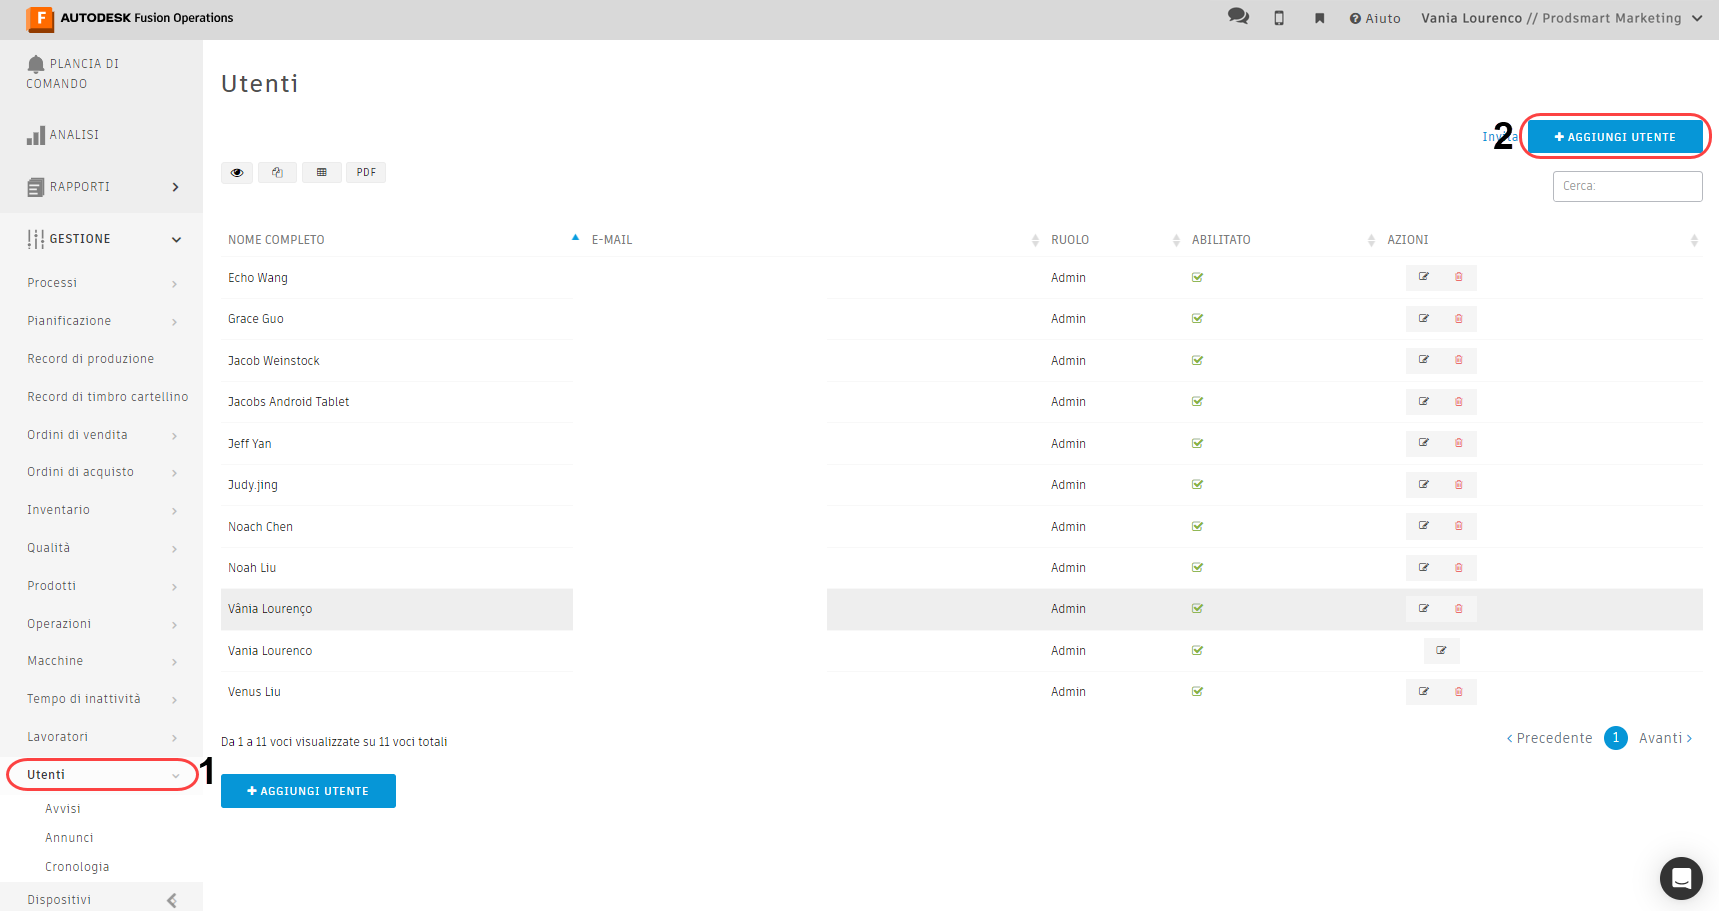 AUTODESK Fusion Operations
Aiuto
Vania Lourenco // Prodsmart Marketing
PLANCIA DI
COMANDO
ANALISI
RAPPORTI
GESTIONE
Processi
Pianificazione
Record di produzione
Record di timbro cartellino
Ordini di vendita
Ordini di acquisto
Inventario
Qualità
Prodotti
Operazioni
Macchine
Tempo di inattività
Lavoratori
Utenti
1
Avvisi
Annunci
Cronologia
Dispositivi
Utenti
Invita
2
+ AGGIUNGI UTENTE
PDF
Cerca:
NOME COMPLETO E-MAIL RUOLO ABILITATO AZIONI
Echo Wang Admin
Grace Guo Admin
Jacob Weinstock Admin
Jacobs Android Tablet Admin
Jeff Yan Admin
Judy.jing Admin
Noach Chen Admin
Noah Liu Admin
Vânia Lourenço Admin
Vania Lourenco Admin
Venus Liu Admin
Da 1 a 11 voci visualizzate su 11 voci totali
‹ Precedente 1 Avanti ›
+ AGGIUNGI UTENTE